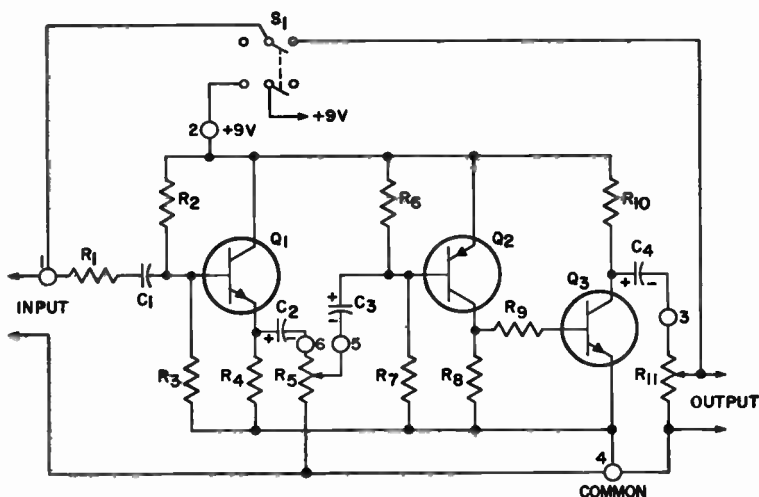 S1
+9V
2 +9V
R2
R6
R10
Q1
Q2
Q3
C4
1
R1
C1
INPUT
C2
C3
+ -
+
-
+ -
6
5
R9
3
R3
R4
R5
R7
R8
R11
OUTPUT
4
COMMON